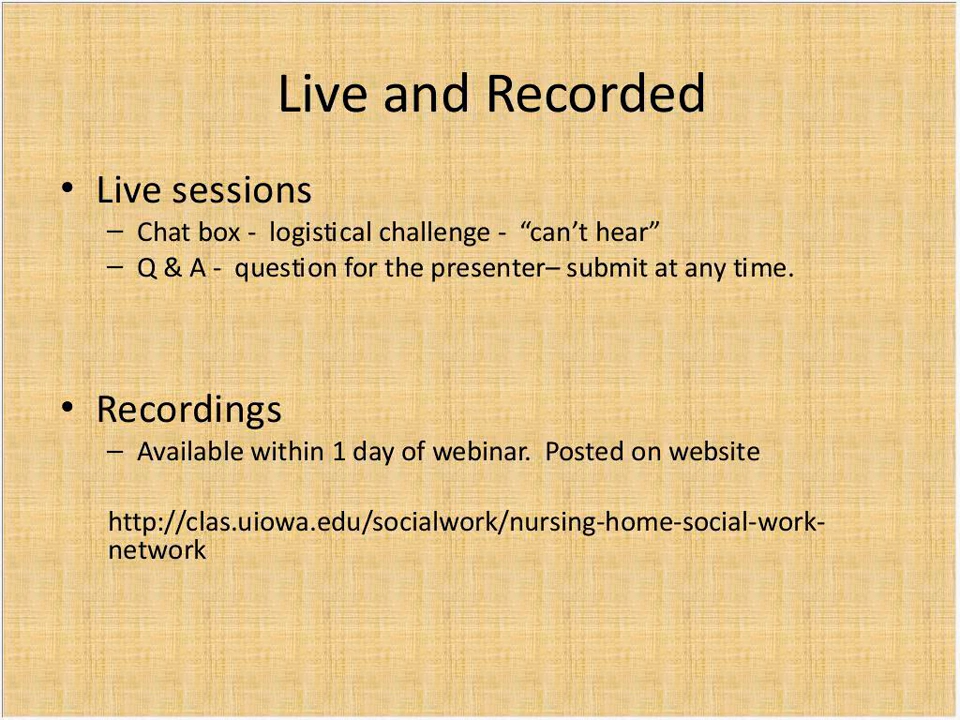 Live and Recorded
• Live sessions
– Chat box - logistical challenge - “can’t hear”
– Q & A - question for the presenter– submit at any time.
• Recordings
– Available within 1 day of webinar. Posted on website
http://clas.uiowa.edu/socialwork/nursing-home-social-work-
network